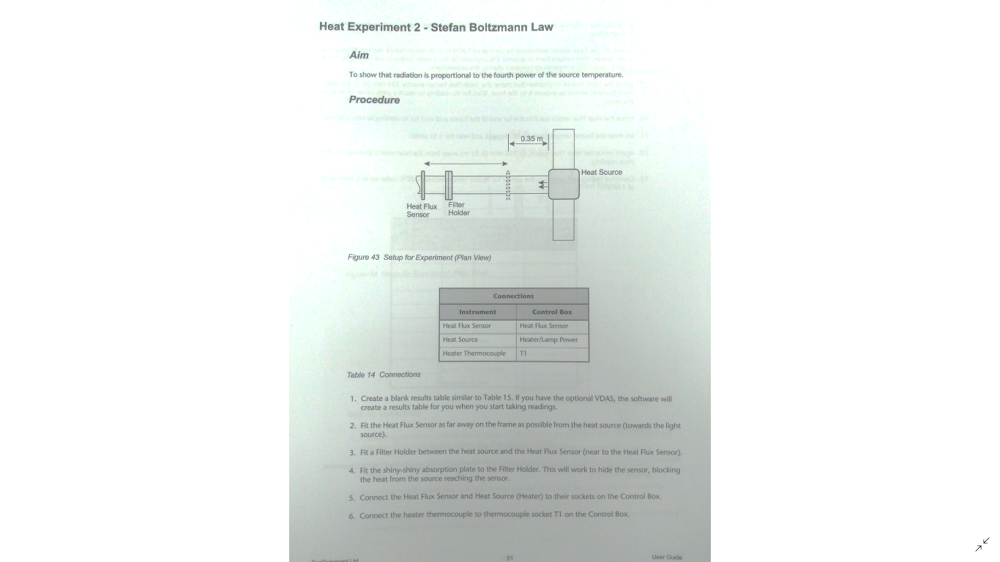 Heat Experiment 2 - Stefan Boltzmann Law
Aim
To show that radiation is proportional to the fourth power of the source temperature.
Procedure
0.35 m
Heat Source
Heat Flux
Sensor
Filter
Holder
Figure 43 Setup for Experiment (Plan View)
Connections
Instrument Control Box
Heat Flux Sensor Heat Flux Sensor
Heat Source Heater/Lamp Power
Heater Thermocouple T1
Table 14 Connections
1. Create a blank results table similar to Table 15. If you have the optional VDAS, the software will
create a results table for you when you start taking readings.
2. Fit the Heat Flux Sensor as far away on the frame as possible from the heat source (towards the light
source).
3. Fit a Filter Holder between the heat source and the Heat Flux Sensor (near to the Heat Flux Sensor).
4. Fit the shiny-shiny absorption plate to the Filter Holder. This will work to hide the sensor, blocking
the heat from the source reaching the sensor.
5. Connect the Heat Flux Sensor and Heat Source (Heater) to their sockets on the Control Box.
6. Connect the heater thermocouple to thermocouple socket T1 on the Control Box.
51
User Guide